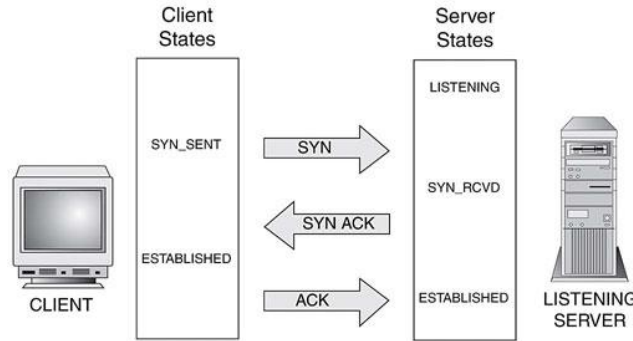 Client
States
Server
States
LISTENING
SYN_SENT
SYN
SYN_RCVD
SYN ACK
ESTABLISHED
ACK
ESTABLISHED
CLIENT
LISTENING
SERVER